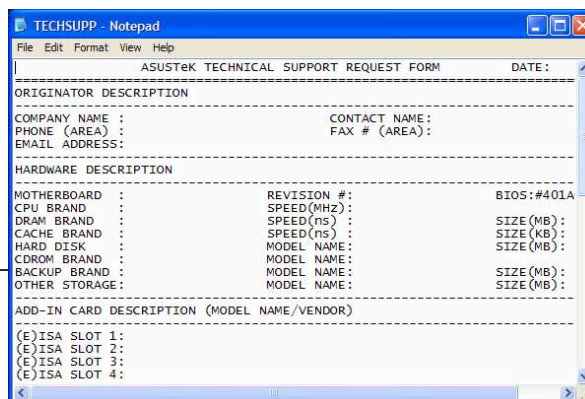 TECHSUPP - Notepad
File Edit Format View Help
ASUSTeK TECHNICAL SUPPORT REQUEST FORM DATE:
ORIGINATOR DESCRIPTION
COMPANY NAME : CONTACT NAME:
PHONE (AREA) : FAX # (AREA):
EMAIL ADDRESS:
HARDWARE DESCRIPTION
MOTHERBOARD : REVISION #: BIOS:#401A
CPU BRAND : SPEED(MHz):
DRAM BRAND : SPEED(ns) : SIZE(MB):
CACHE BRAND : SPEED(ns) : SIZE(KB):
HARD DISK : MODEL NAME: SIZE(MB):
CDROM BRAND : MODEL NAME:
BACKUP BRAND : MODEL NAME: SIZE(MB):
OTHER STORAGE: MODEL NAME: SIZE(MB):
ADD-IN CARD DESCRIPTION (MODEL NAME/VENDOR)
(E)ISA SLOT 1:
(E)ISA SLOT 2:
(E)ISA SLOT 3:
(E)ISA SLOT 4: